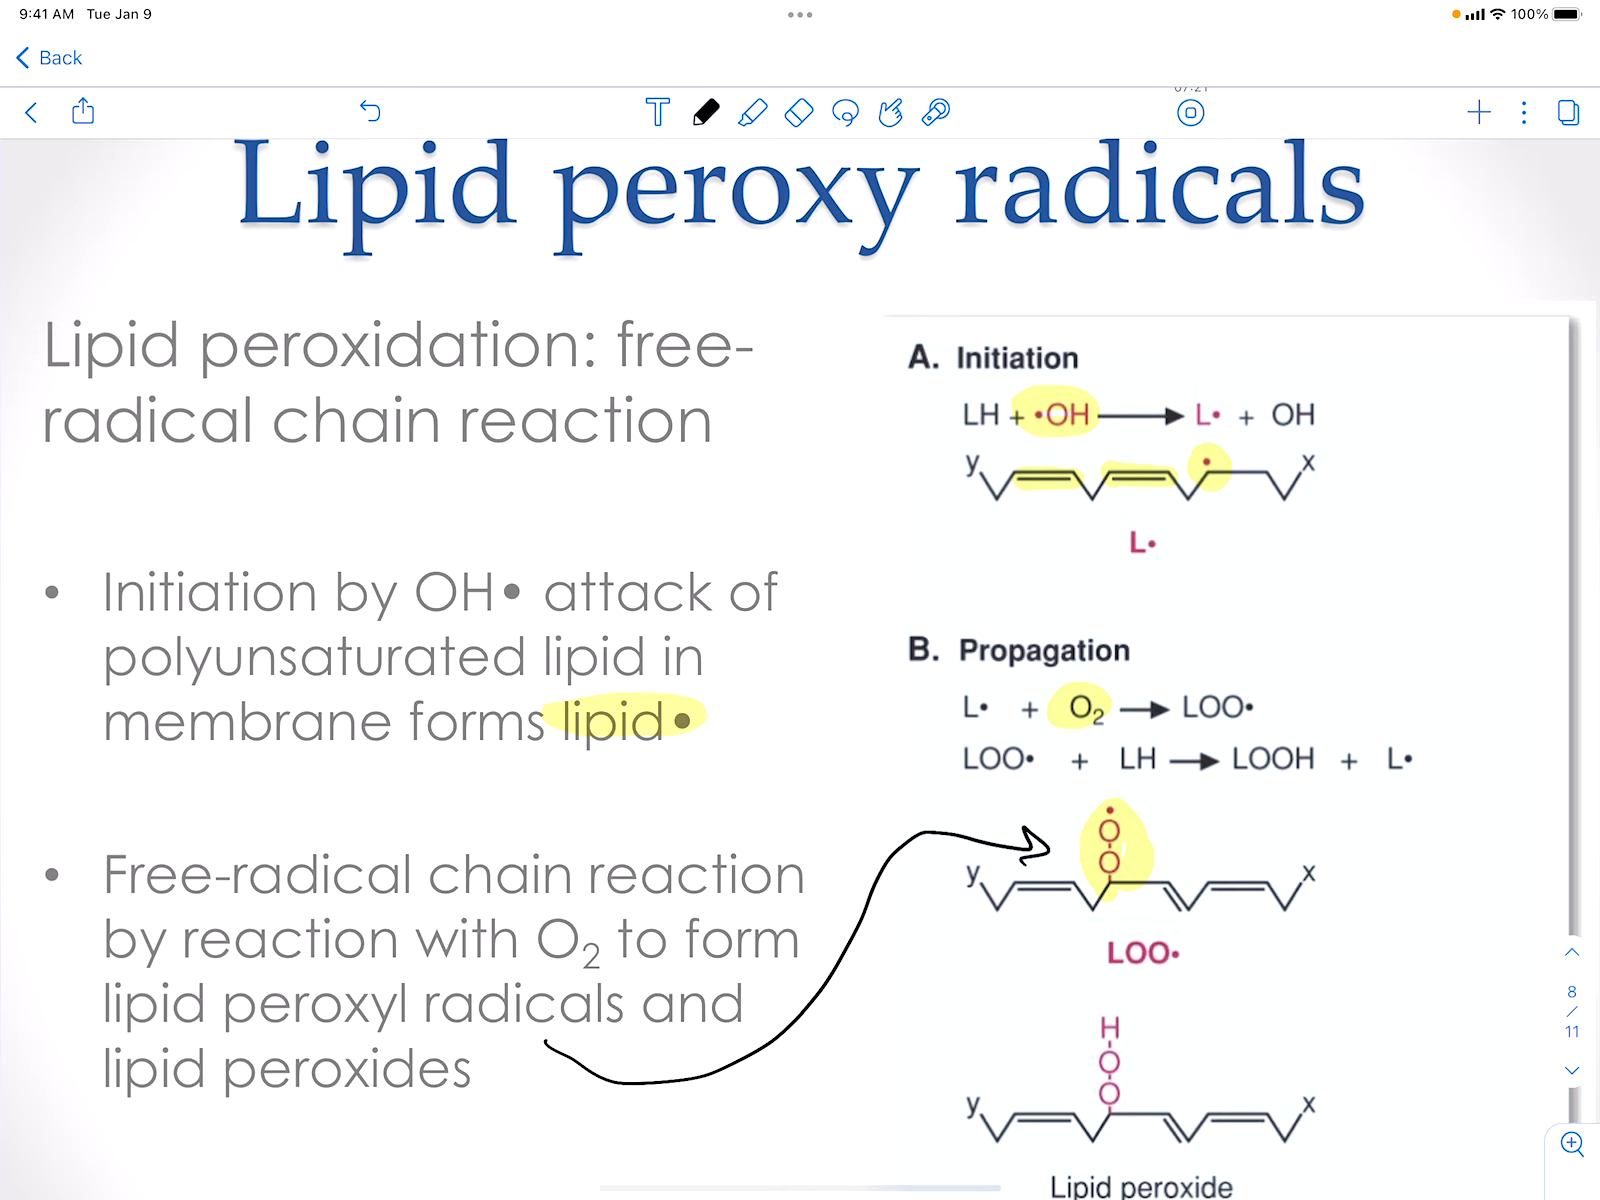 9:41 AM Tue Jan 9
100%
Back
07:21
T
Lipid peroxy radicals
Lipid peroxidation: free-
radical chain reaction
• Initiation by OH• attack of
polyunsaturated lipid in
membrane forms lipid•
• Free-radical chain reaction
by reaction with O₂ to form
lipid peroxyl radicals and
lipid peroxides
A. Initiation
LH + •OH → L• + OH
y x
L•
B. Propagation
L• + O₂ → LOO•
LOO• + LH → LOOH + L•
•
O
O
y x
LOO•
H
O
O
y x
Lipid peroxide
8
/
11